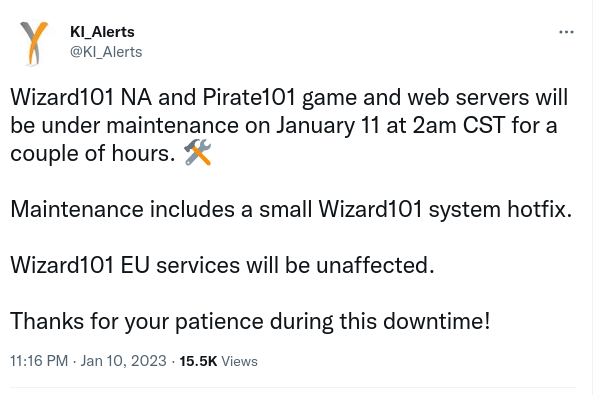 KI_Alerts
@KI_Alerts
Wizard101 NA and Pirate101 game and web servers will
be under maintenance on January 11 at 2am CST for a
couple of hours. 🛠️
Maintenance includes a small Wizard101 system hotfix.
Wizard101 EU services will be unaffected.
Thanks for your patience during this downtime!
11:16 PM · Jan 10, 2023 · 15.5K Views